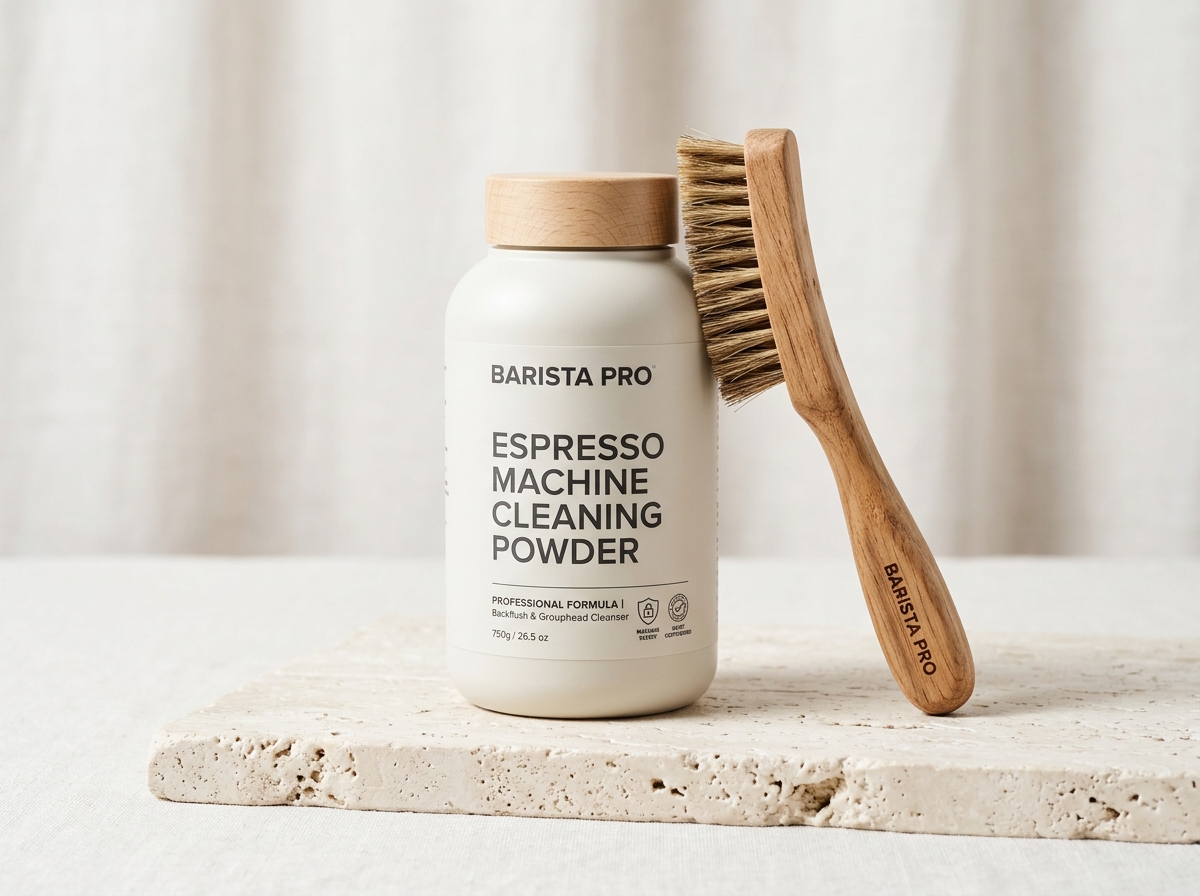 BARISTA PRO
ESPRESSO
MACHINE
CLEANING
POWDER
PROFESSIONAL FORMULA |
Backflush & Grouphead Cleanser
750g / 26.5 oz
BARISTA PRO